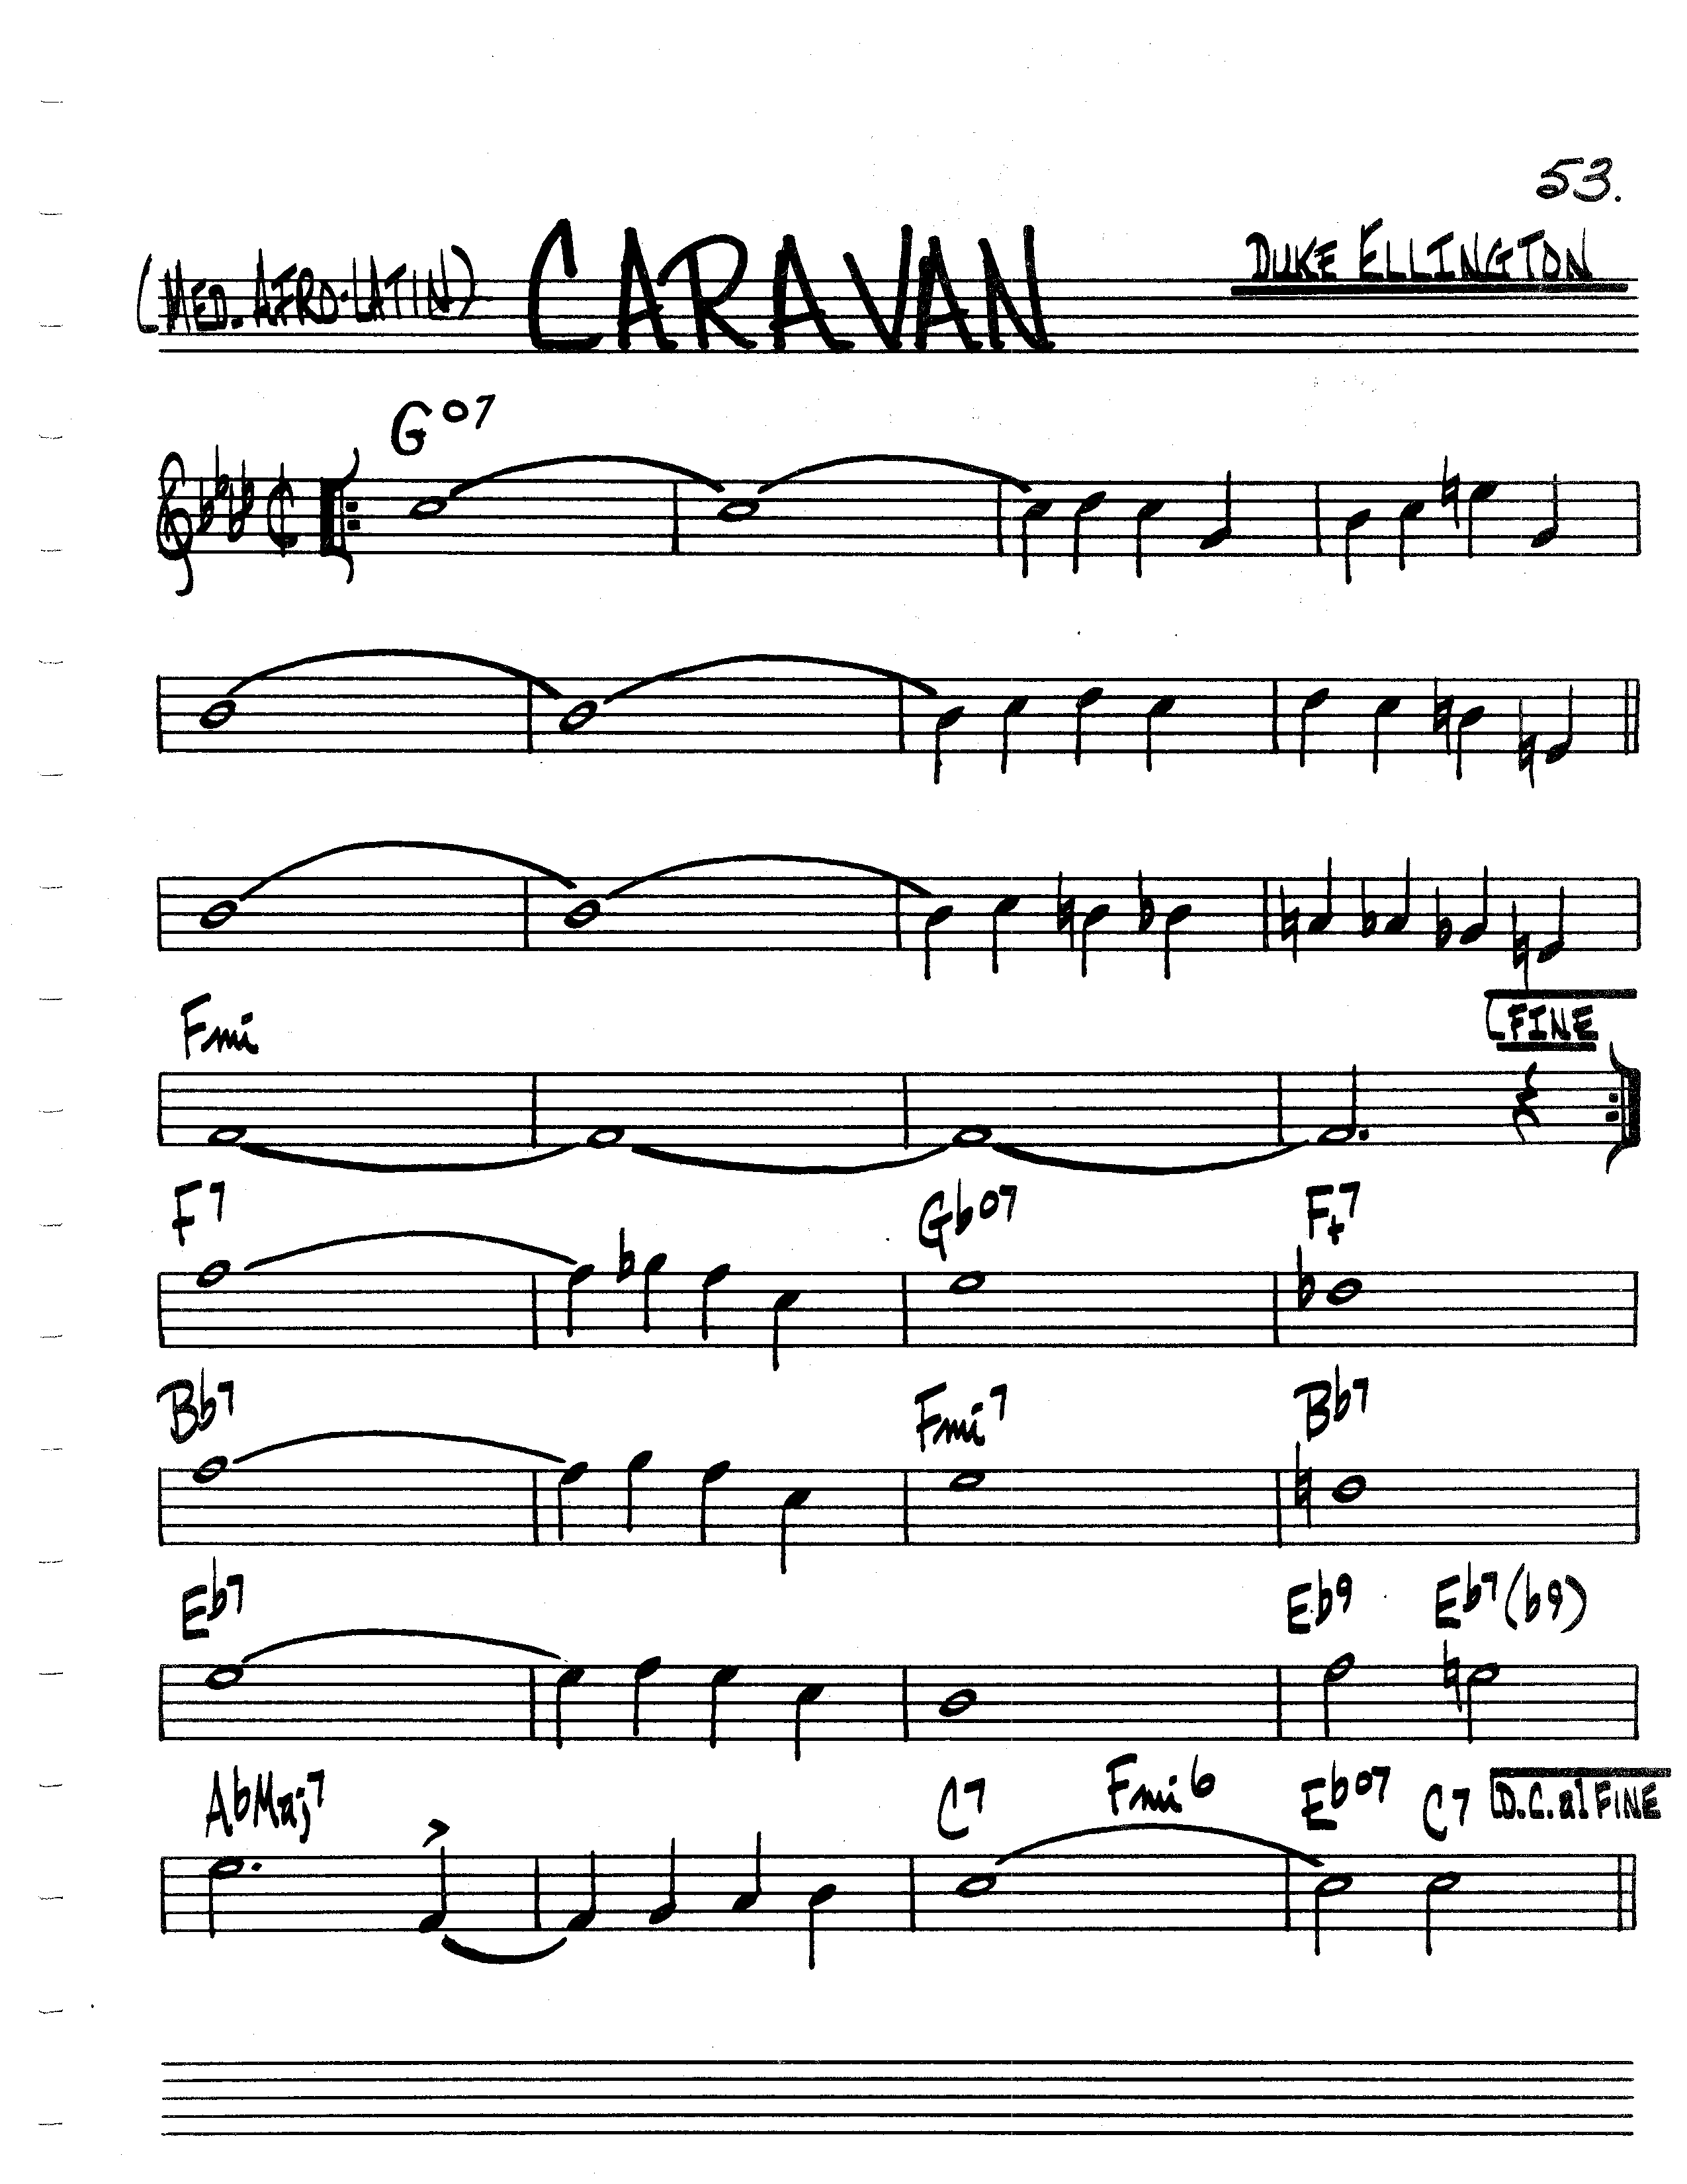 53.
(MED. AFRO-LATIN) CARAVAN DUKE ELLINGTON
G°7
Fmi FINE
F7 Gb°7 F+7
Bb7 Fmi7 Bb7
Eb7 Eb9 Eb7(b9)
AbMaj7 C7 Fmi6 Eb°7 C7 D.C. al FINE